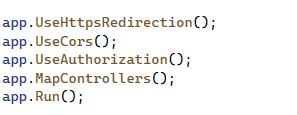 app.UseHttpsRedirection();
app.UseCors();
app.UseAuthorization();
app.MapControllers();
app.Run();